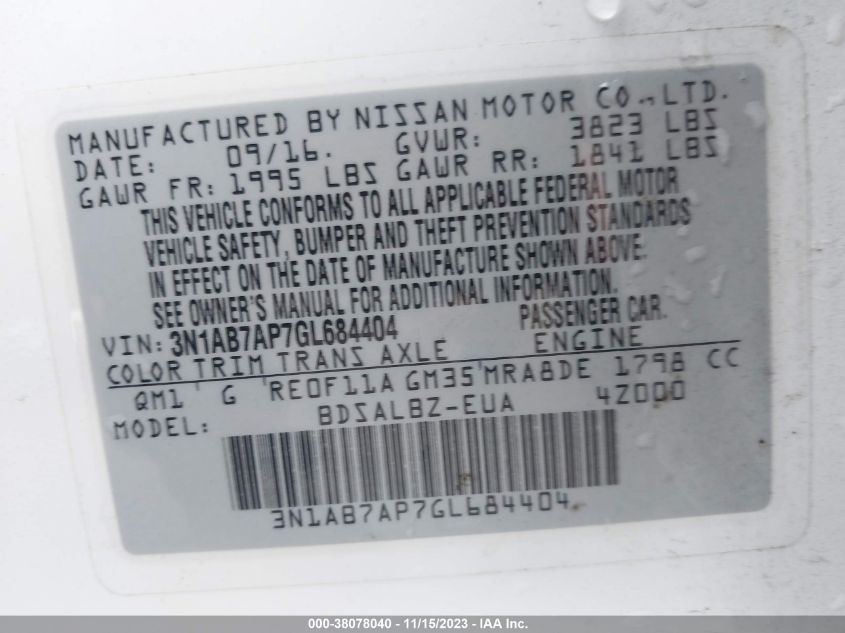 MANUFACTURED BY NISSAN MOTOR CO., LTD.
DATE: 09/16. GVWR: 3823 LBS
GAWR FR: 1995 LBS GAWR RR: 1841 LBS
THIS VEHICLE CONFORMS TO ALL APPLICABLE FEDERAL MOTOR
VEHICLE SAFETY, BUMPER AND THEFT PREVENTION STANDARDS
IN EFFECT ON THE DATE OF MANUFACTURE SHOWN ABOVE.
SEE OWNER'S MANUAL FOR ADDITIONAL INFORMATION.
VIN: 3N1AB7AP7GL684404 PASSENGER CAR.
COLOR TRIM TRANS AXLE ENGINE
QM1 G RE0F11A GM35 MRA8DE 1798 CC
MODEL: BDSALBZ-EUA 4Z000
3N1AB7AP7GL684404
000-38078040 - 11/15/2023 - IAA Inc.